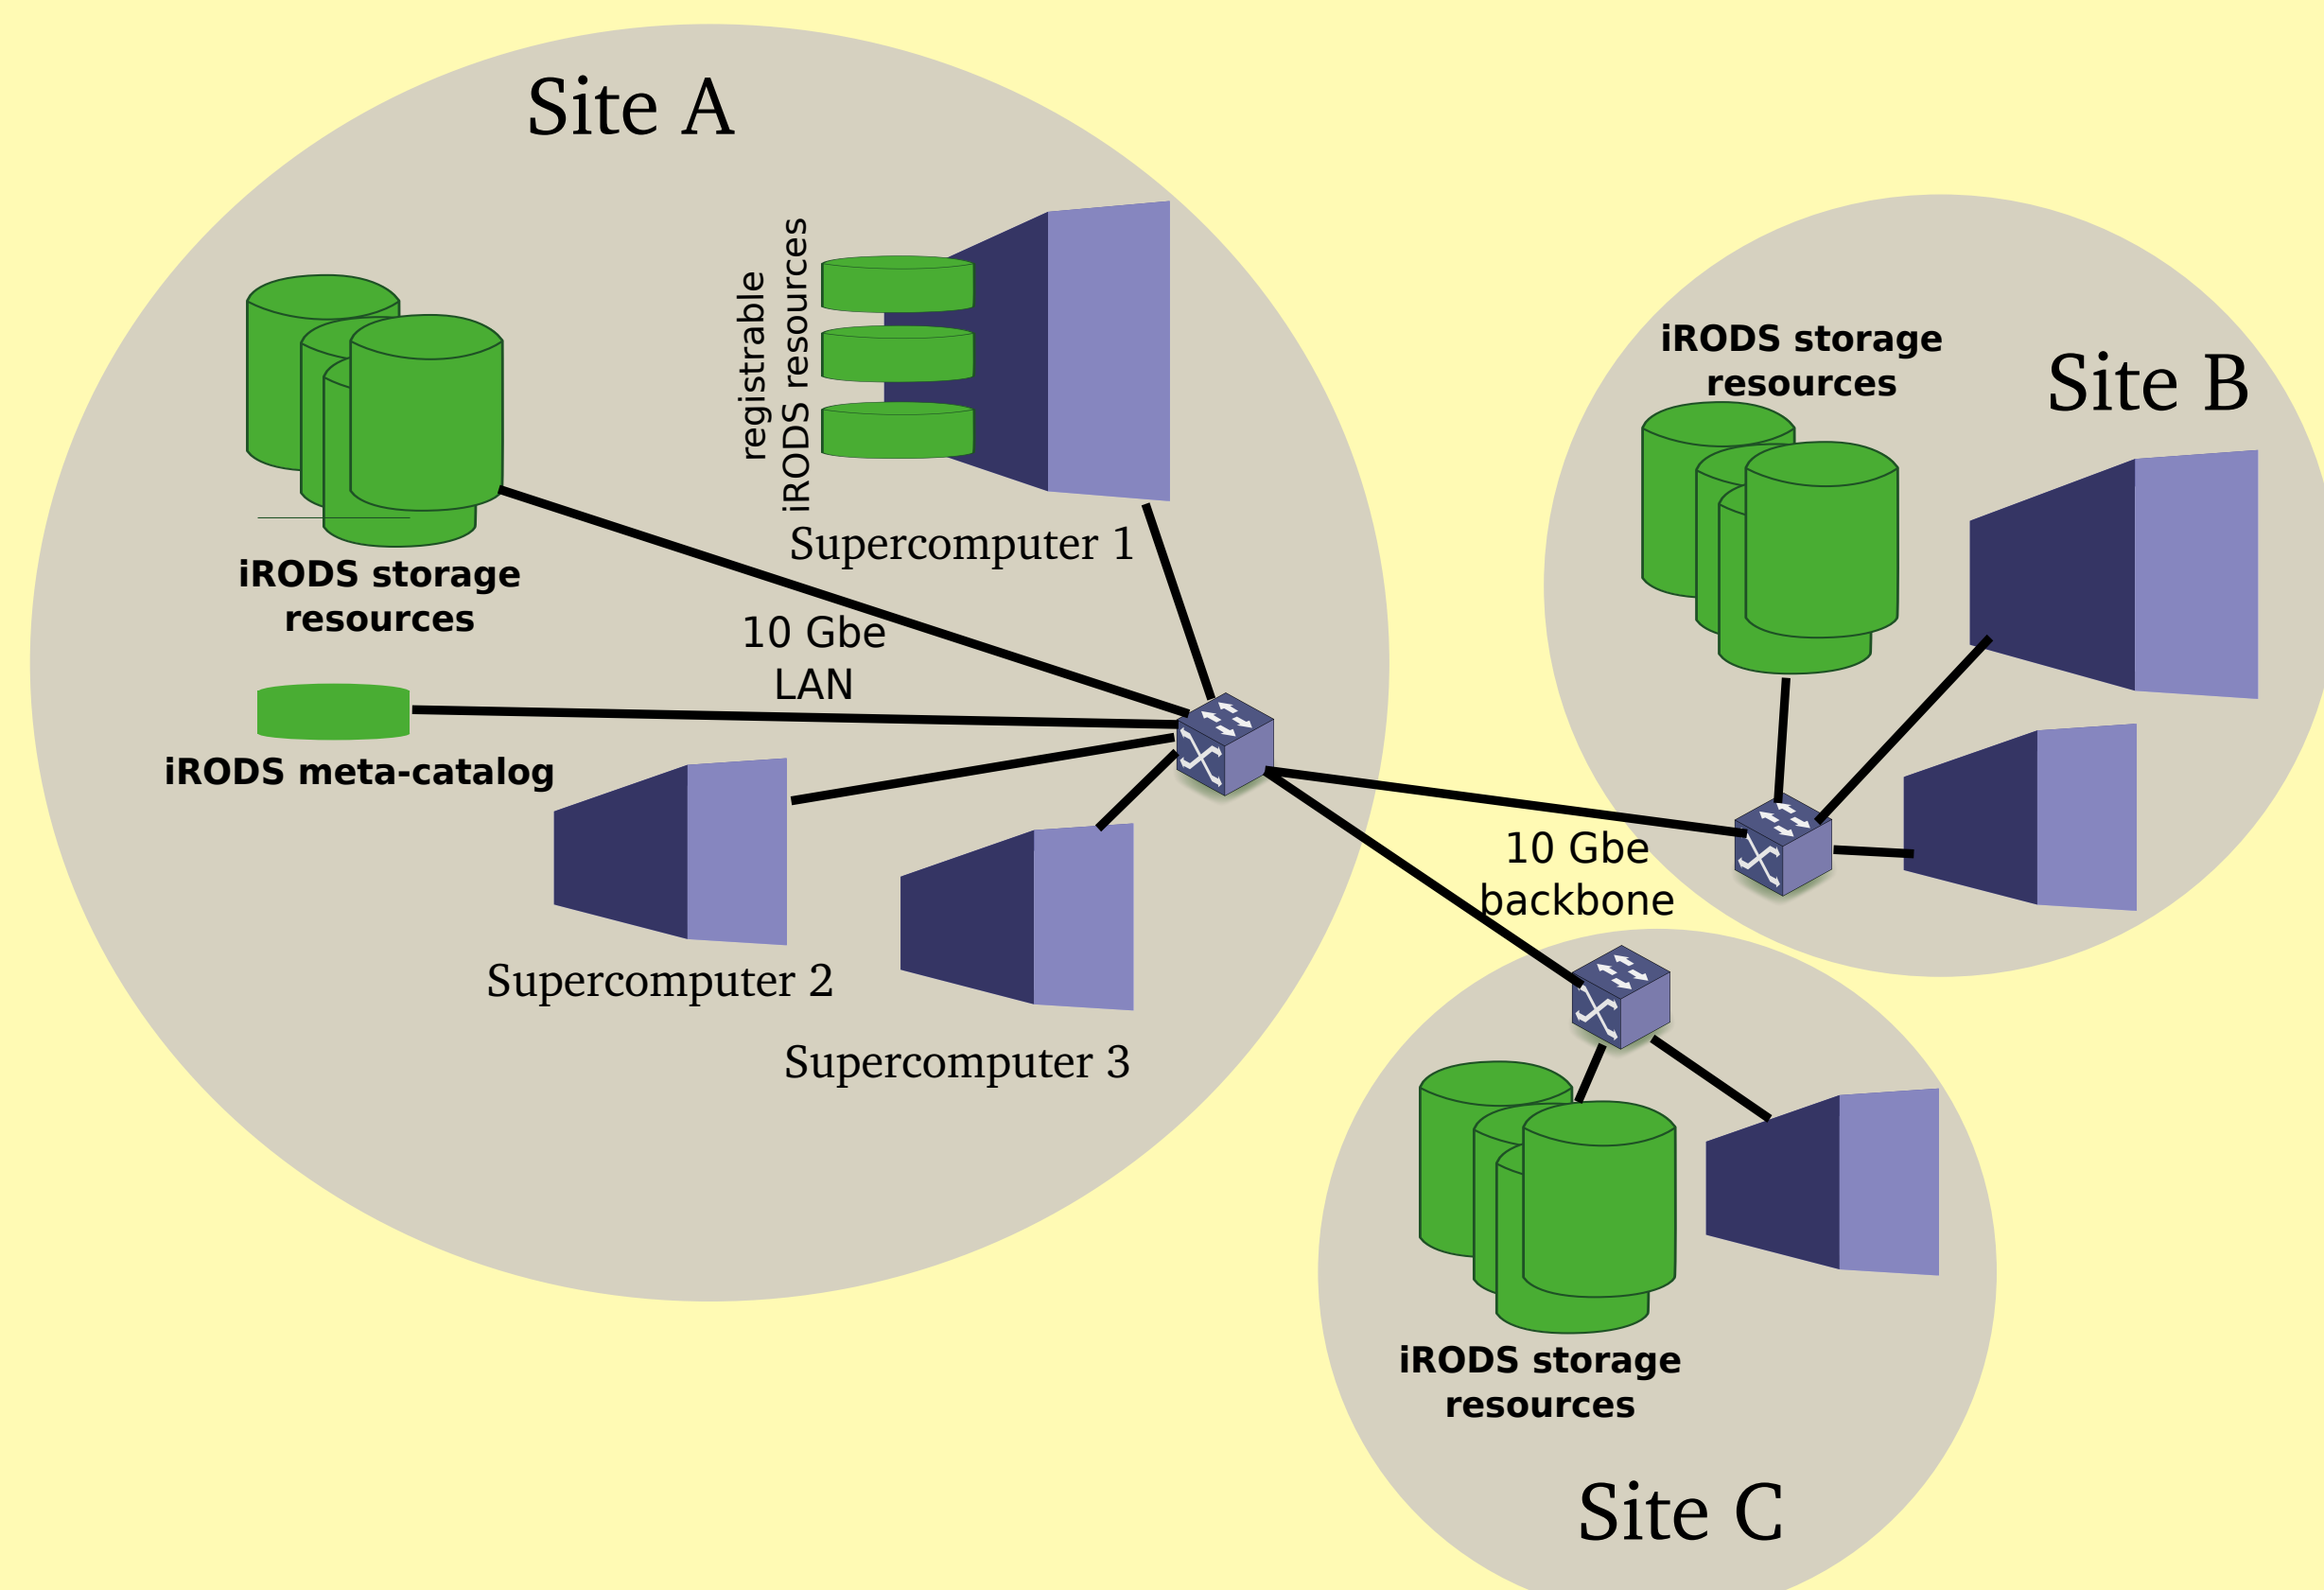 Site A
registrable
iRODS resources
Supercomputer 1
iRODS storage
resources
10 Gbe
LAN
iRODS meta-catalog
Supercomputer 2
Supercomputer 3
iRODS storage
resources
Site B
10 Gbe
backbone
iRODS storage
resources
Site C